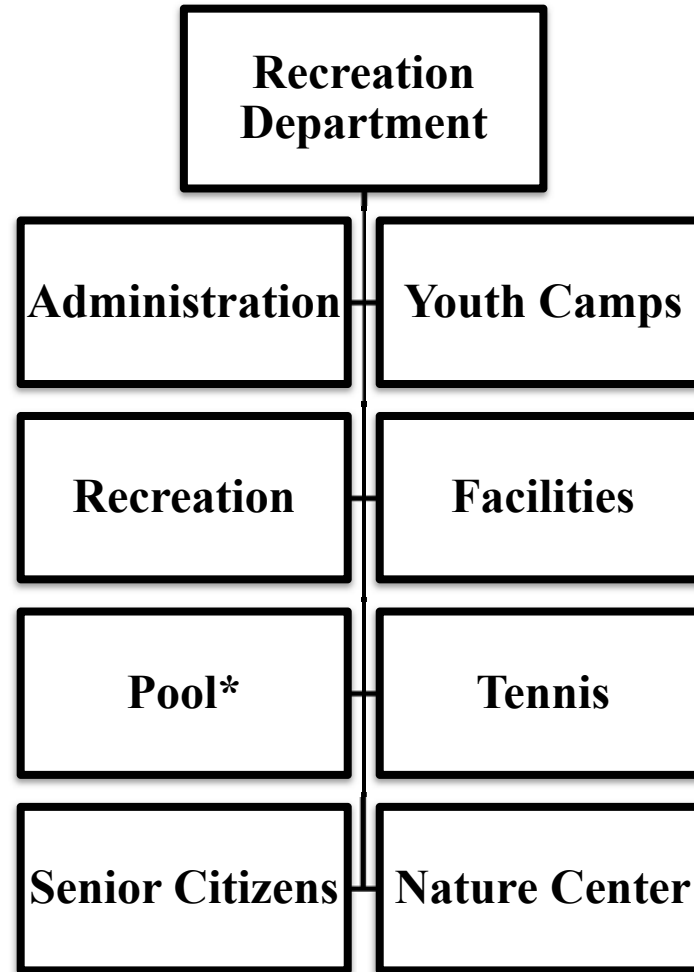 Recreation
Department
Administration
Youth Camps
Recreation
Facilities
Pool*
Tennis
Senior Citizens
Nature Center